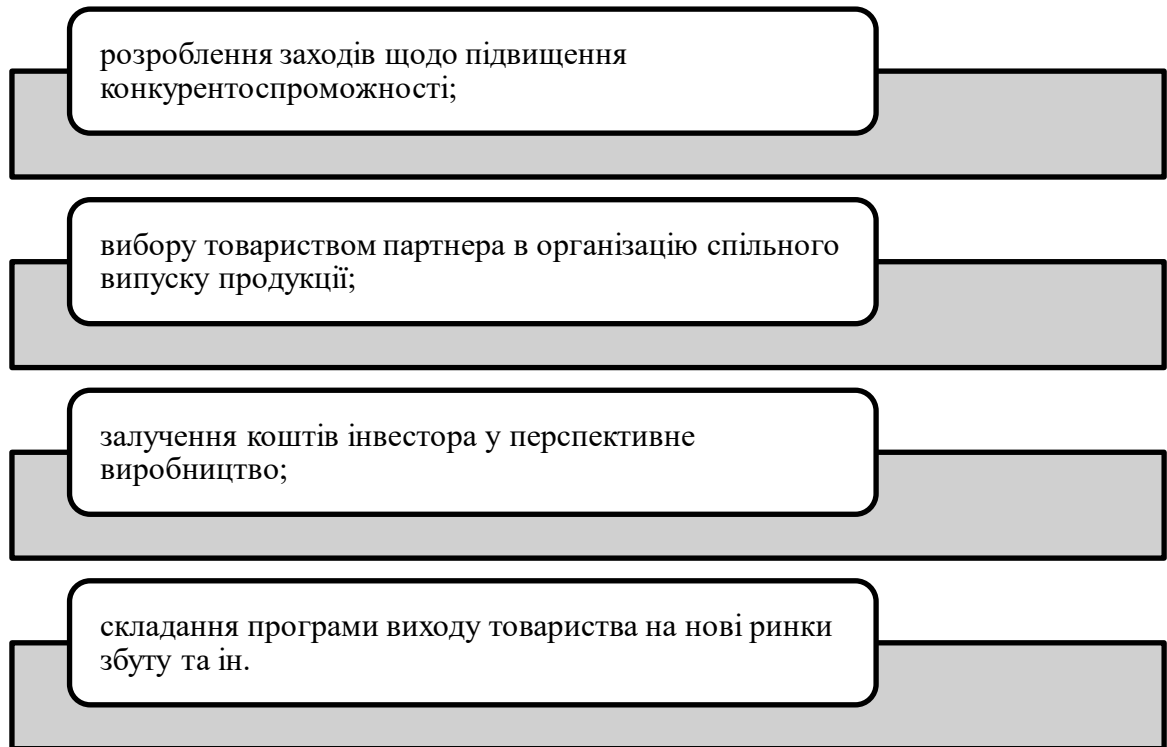 розроблення заходів щодо підвищення
конкурентоспроможності;
вибору товариством партнера в організацію спільного
випуску продукції;
залучення коштів інвестора у перспективне
виробництво;
складання програми виходу товариства на нові ринки
збуту та ін.